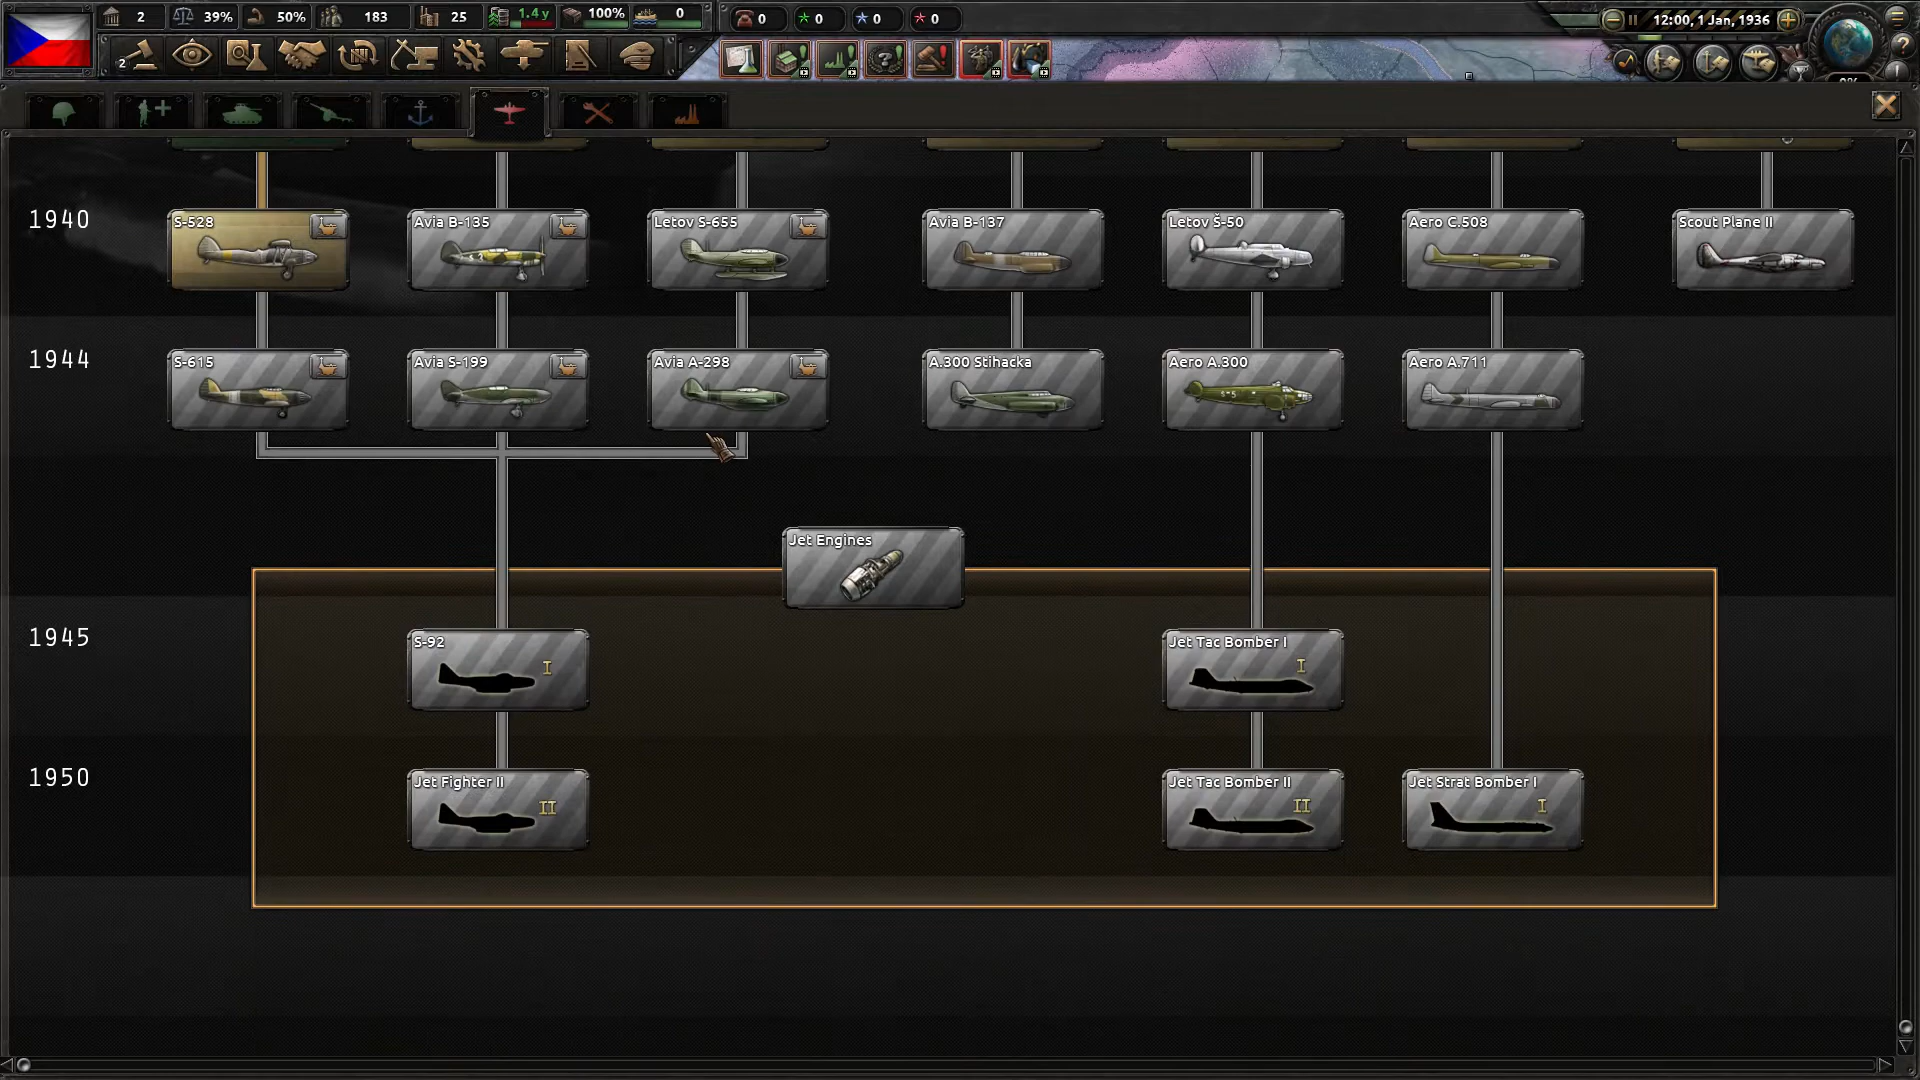 2
39%
50%
183
25
1.4 y
100%
0
0
0
0
0
12:00, 1 Jan, 1936
2
1940
S-528
Avia B-135
Letov S-655
Avia B-137
Letov Š-50
Aero C.508
Scout Plane II
1944
S-615
Avia S-199
Avia A-298
A.300 Stihacka
Aero A.300
Aero A.711
Jet Engines
1945
S-92
I
Jet Tac Bomber I
I
1950
Jet Fighter II
II
Jet Tac Bomber II
II
Jet Strat Bomber I
I